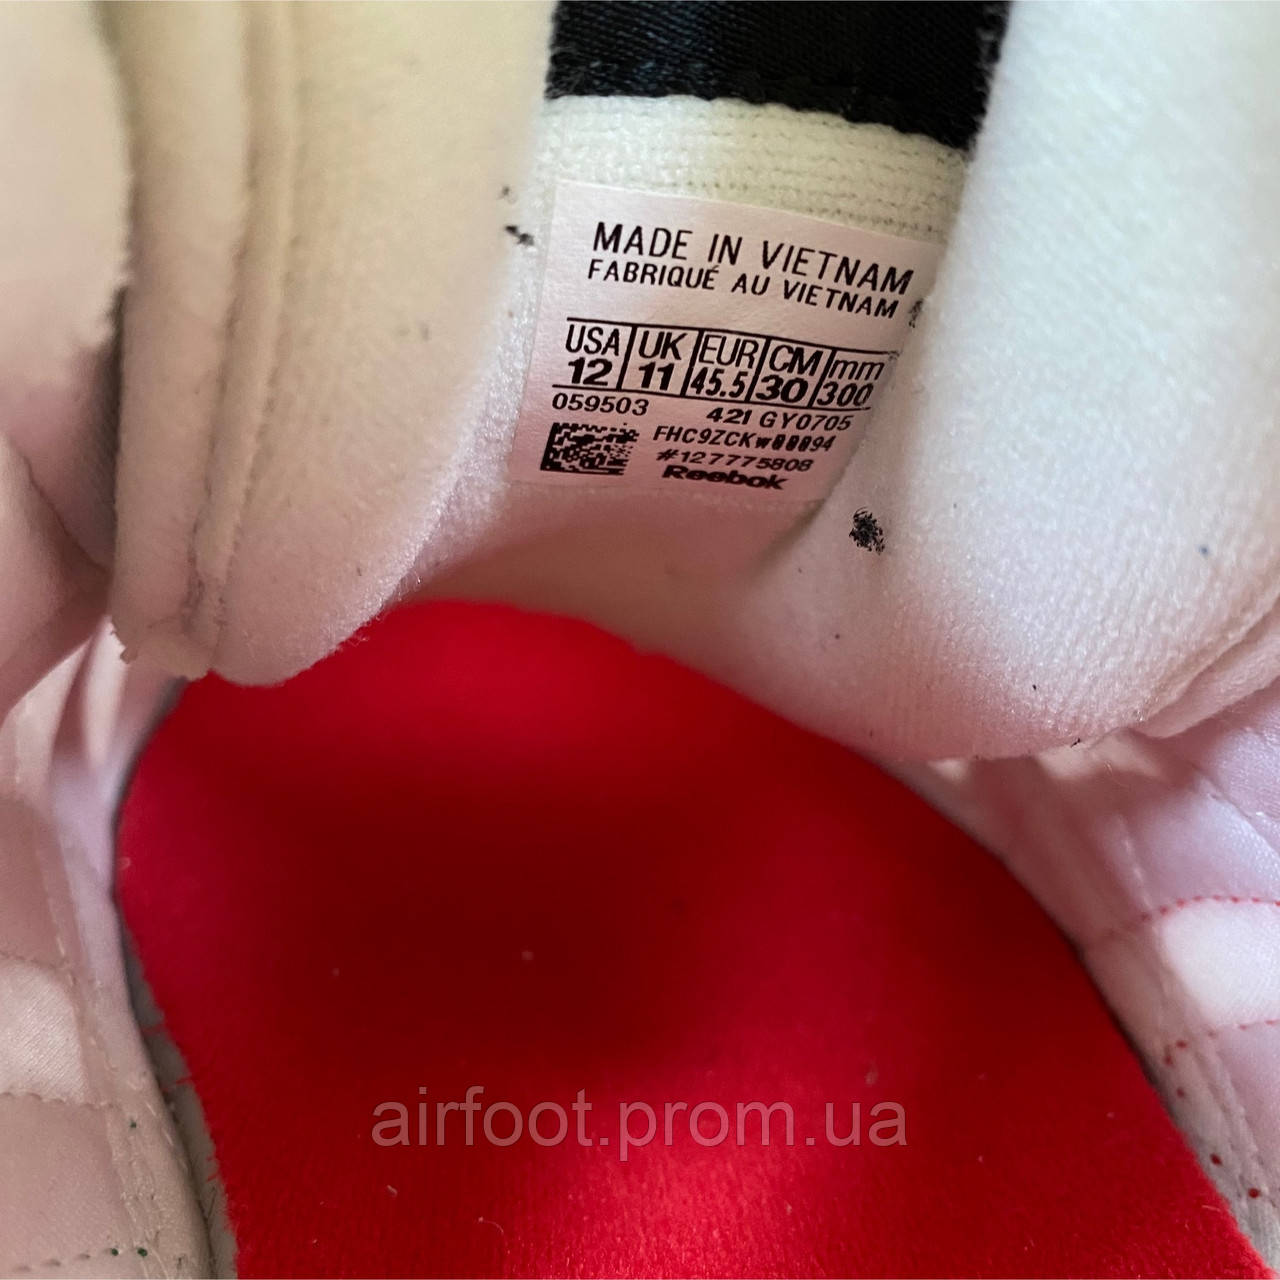 MADE IN VIETNAM
FABRIQUÉ AU VIETNAM
USA UK EUR CM mm
12 11 45.5 30 300
059503 421 GY0705
FHC9ZCKW00094
#127775808
Reebok
airfoot.prom.ua